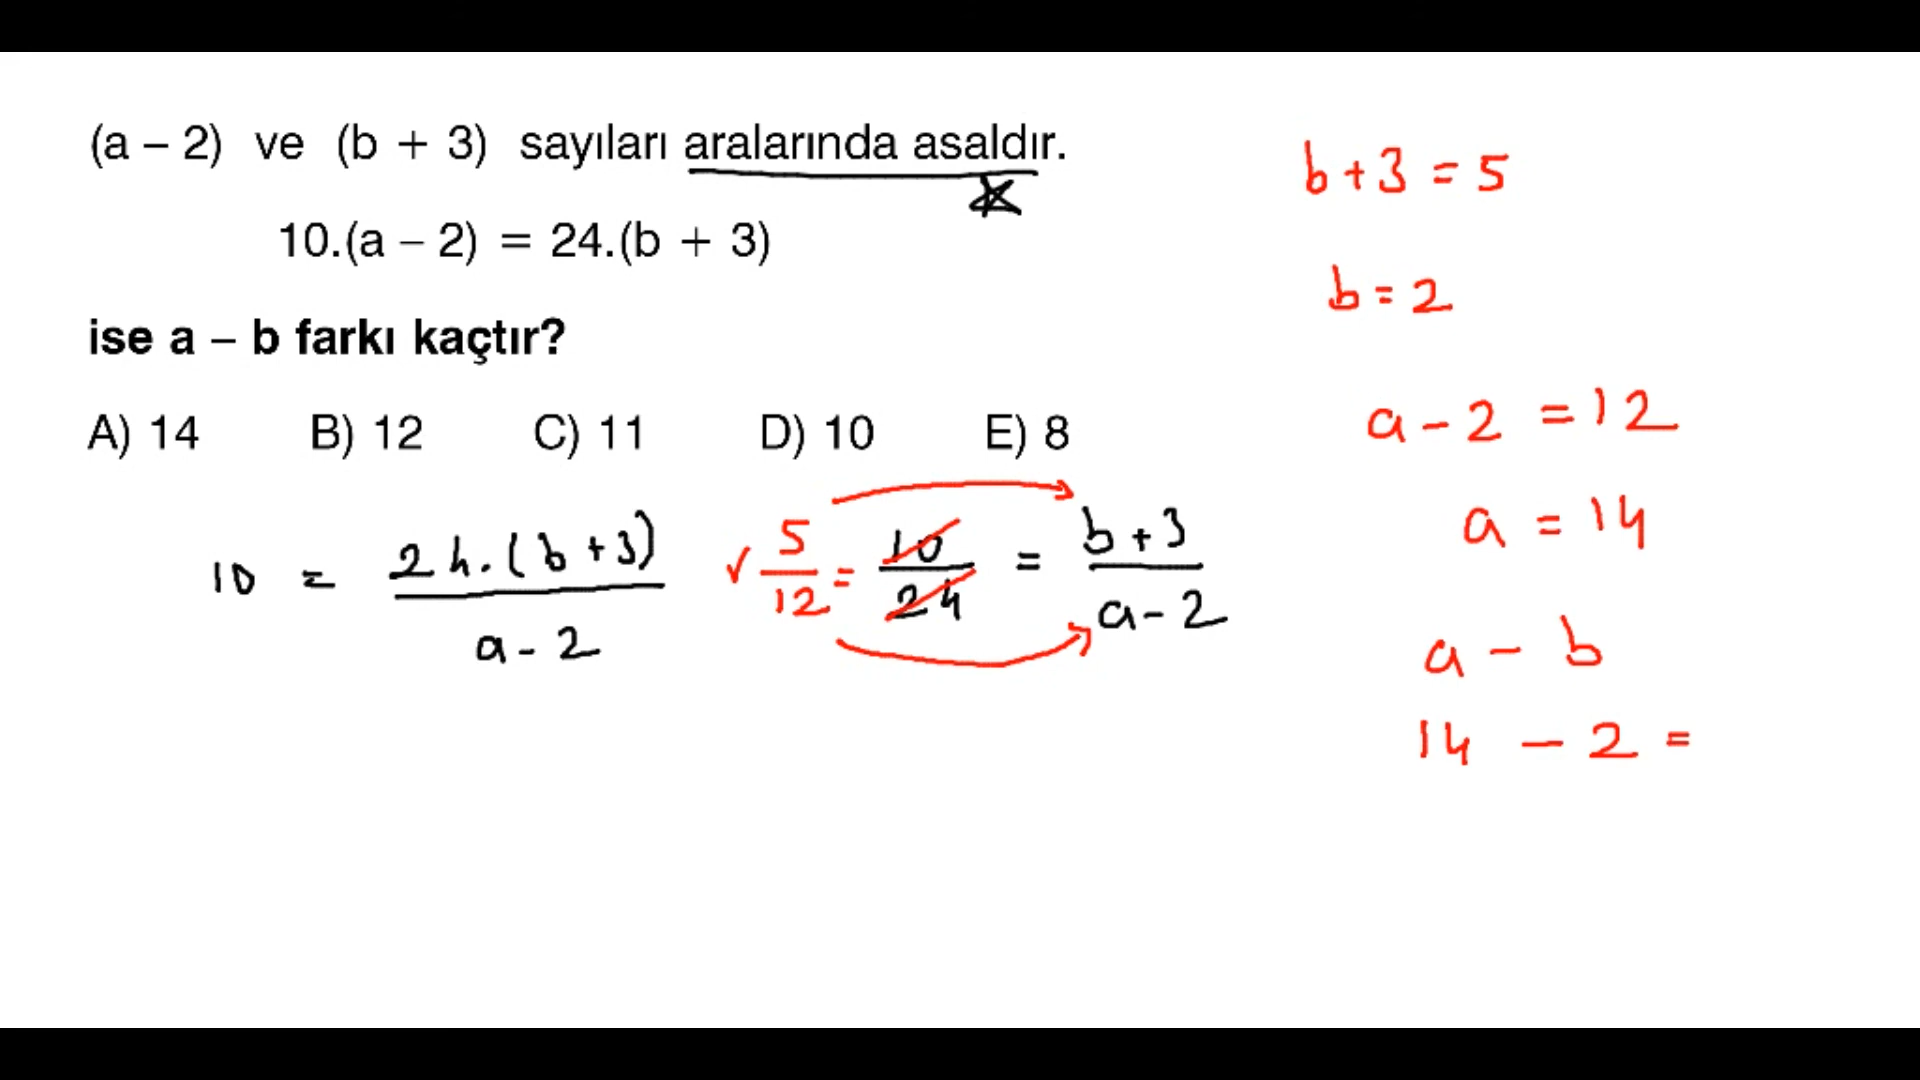 (a – 2) ve (b + 3) sayıları aralarında asaldır.
10.(a – 2) = 24.(b + 3)
ise a – b farkı kaçtır?
A) 14 B) 12 C) 11 D) 10 E) 8
10 = 24.(b+3) / a-2
5/12 = 10/24 = b+3 / a-2
b+3 = 5
b = 2
a-2 = 12
a = 14
a - b
14 - 2 =